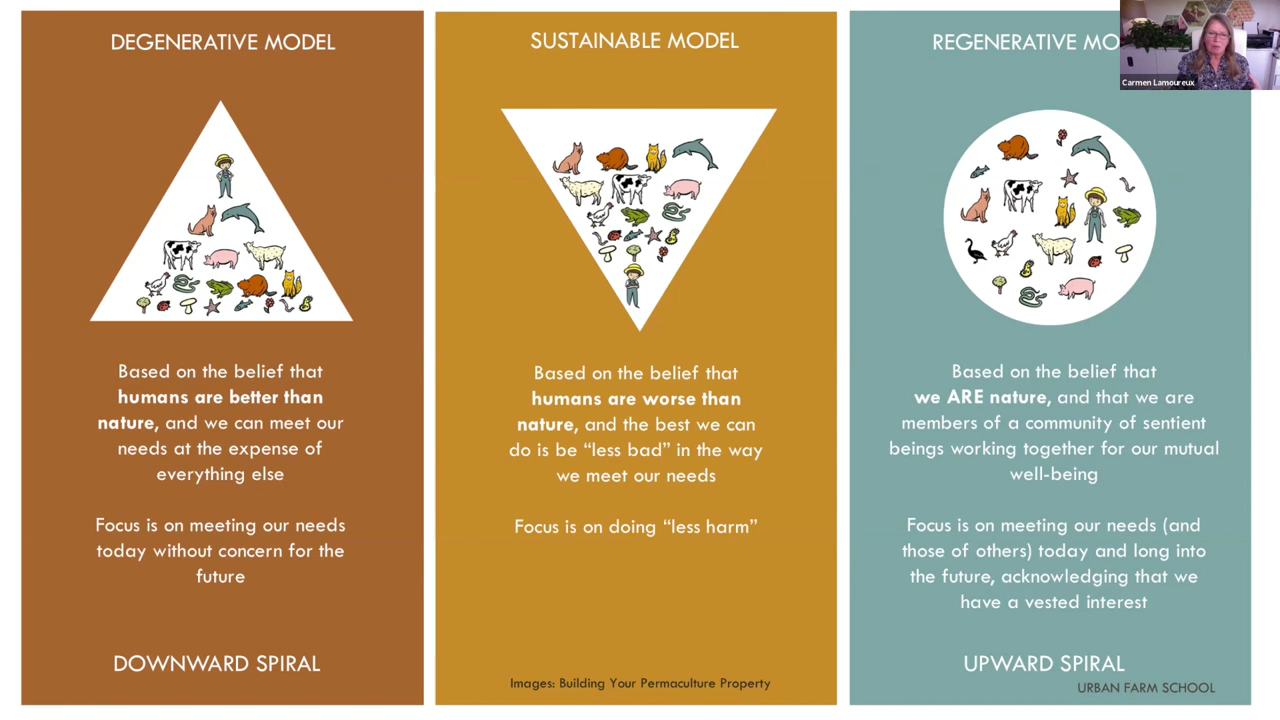 DEGENERATIVE MODEL
Based on the belief that
humans are better than
nature, and we can meet our
needs at the expense of
everything else
Focus is on meeting our needs
today without concern for the
future
DOWNWARD SPIRAL
SUSTAINABLE MODEL
Based on the belief that
humans are worse than
nature, and the best we can
do is be “less bad” in the way
we meet our needs
Focus is on doing “less harm”
Images: Building Your Permaculture Property
REGENERATIVE MO
Carmen Lamoureux
Based on the belief that
we ARE nature, and that we are
members of a community of sentient
beings working together for our mutual
well-being
Focus is on meeting our needs (and
those of others) today and long into
the future, acknowledging that we
have a vested interest
UPWARD SPIRAL
URBAN FARM SCHOOL